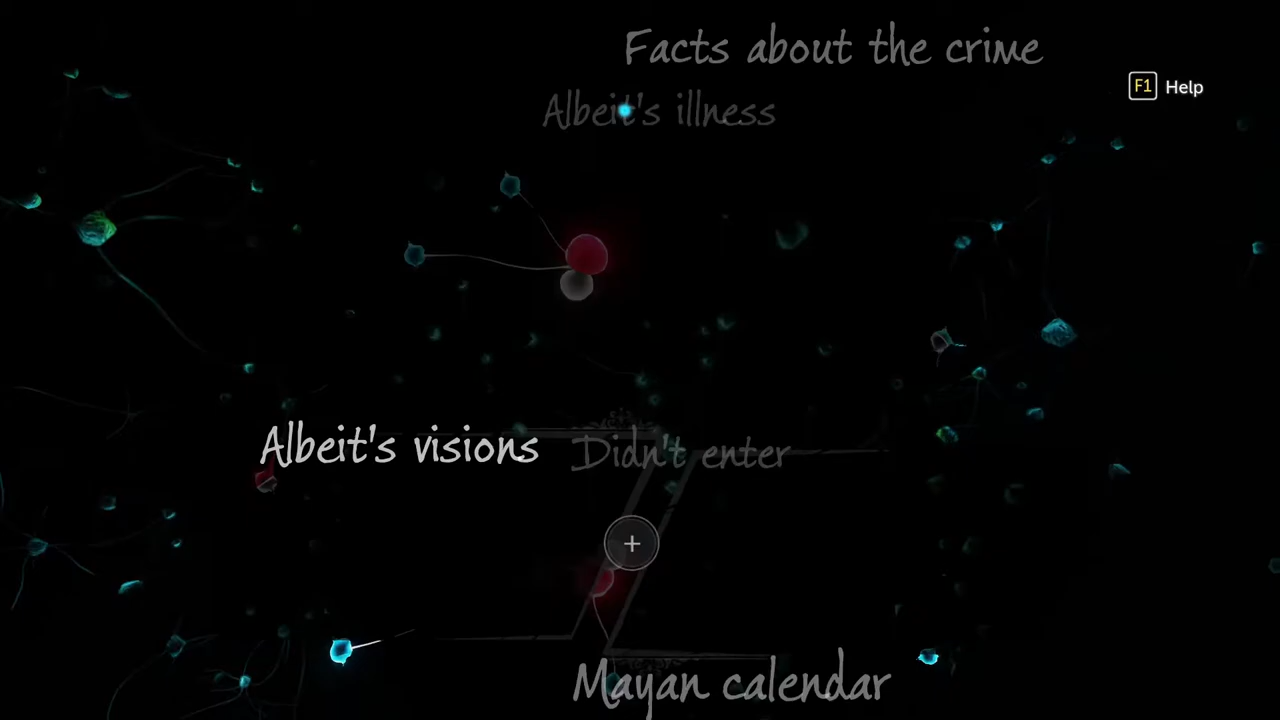 Facts about the crime
F1 Help
Albeit's illness
Albeit's visions
Didn't enter
Mayan calendar